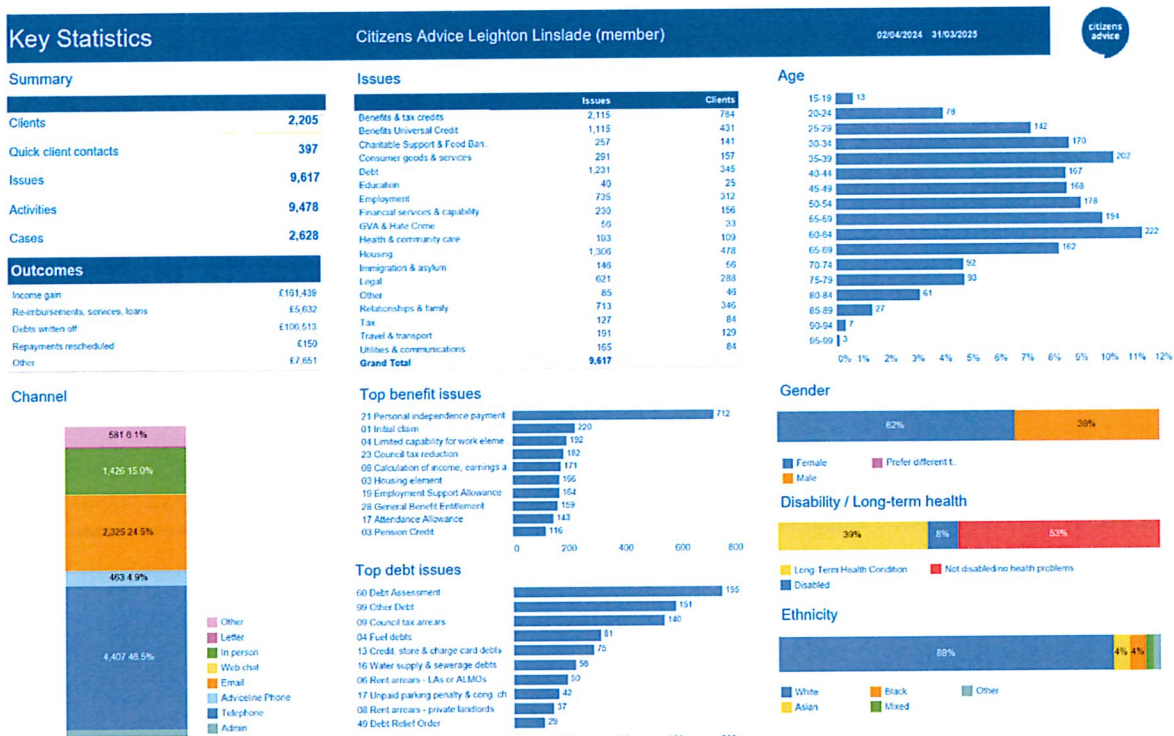 Key Statistics
Citizens Advice Leighton Linslade (member)
02/04/2024 31/03/2025
citizens
advice
Summary
Clients 2,205
Quick client contacts 397
Issues 9,617
Activities 9,478
Cases 2,628
Outcomes
Income gain £161,439
Re-imbursements, services, loans £5,632
Debts written off £106,513
Repayments rescheduled £150
Other £7,651
Channel
581 6.1%
1,426 15.0%
2,325 24.5%
463 4.9%
4,407 46.5%
Other
Letter
In person
Web chat
Email
Adviceline Phone
Telephone
Admin
Issues
Issues Clients
Benefits & tax credits 2,115 784
Benefits Universal Credit 1,115 431
Charitable Support & Food Ban.. 257 141
Consumer goods & services 291 157
Debt 1,231 345
Education 40 25
Employment 735 312
Financial services & capability 230 156
GVA & Hate Crime 56 33
Health & community care 193 109
Housing 1,306 478
Immigration & asylum 146 56
Legal 621 288
Other 85 46
Relationships & family 713 346
Tax 127 84
Travel & transport 191 129
Utilities & communications 165 84
Grand Total 9,617
Top benefit issues
21 Personal independence payment 712
01 Initial claim 220
04 Limited capability for work eleme.. 192
23 Council tax reduction 182
08 Calculation of income, earnings a.. 171
03 Housing element 166
19 Employment Support Allowance 164
28 General Benefit Entitlement 159
17 Attendance Allowance 143
03 Pension Credit 116
0 200 400 600 800
Top debt issues
60 Debt Assessment 195
99 Other Debt 151
09 Council tax arrears 140
04 Fuel debts 81
13 Credit, store & charge card debts 75
16 Water supply & sewerage debts 58
06 Rent arrears - LAs or ALMOs 50
17 Unpaid parking penalty & cong. ch 42
08 Rent arrears - private landlords 37
49 Debt Relief Order 29
Age
15-19 13
20-24 78
25-29 142
30-34 170
35-39 202
40-44 167
45-49 168
50-54 178
55-59 194
60-64 222
65-69 162
70-74 92
75-79 93
80-84 61
85-89 27
90-94 7
95-99 3
0% 1% 2% 3% 4% 5% 6% 7% 8% 9% 10% 11% 12%
Gender
62% 38%
Female Prefer different t..
Male
Disability / Long-term health
39% 8% 53%
Long-Term Health Condition Not disabled/no health problems
Disabled
Ethnicity
88% 4% 4%
White Black Other
Asian Mixed